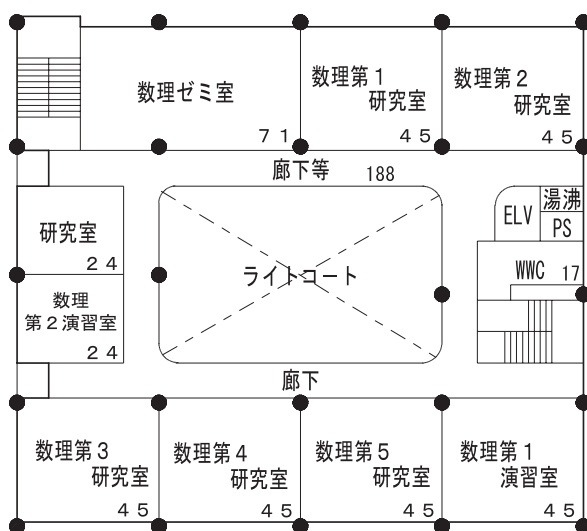 数理ゼミ室
７１
数理第１
研究室
４５
数理第２
研究室
４５
廊下等 188
研究室
２４
ELV
湯沸
PS
ライトコート
WWC 17
数理
第２演習室
２４
廊下
数理第３
研究室
４５
数理第４
研究室
４５
数理第５
研究室
４５
数理第１
演習室
４５